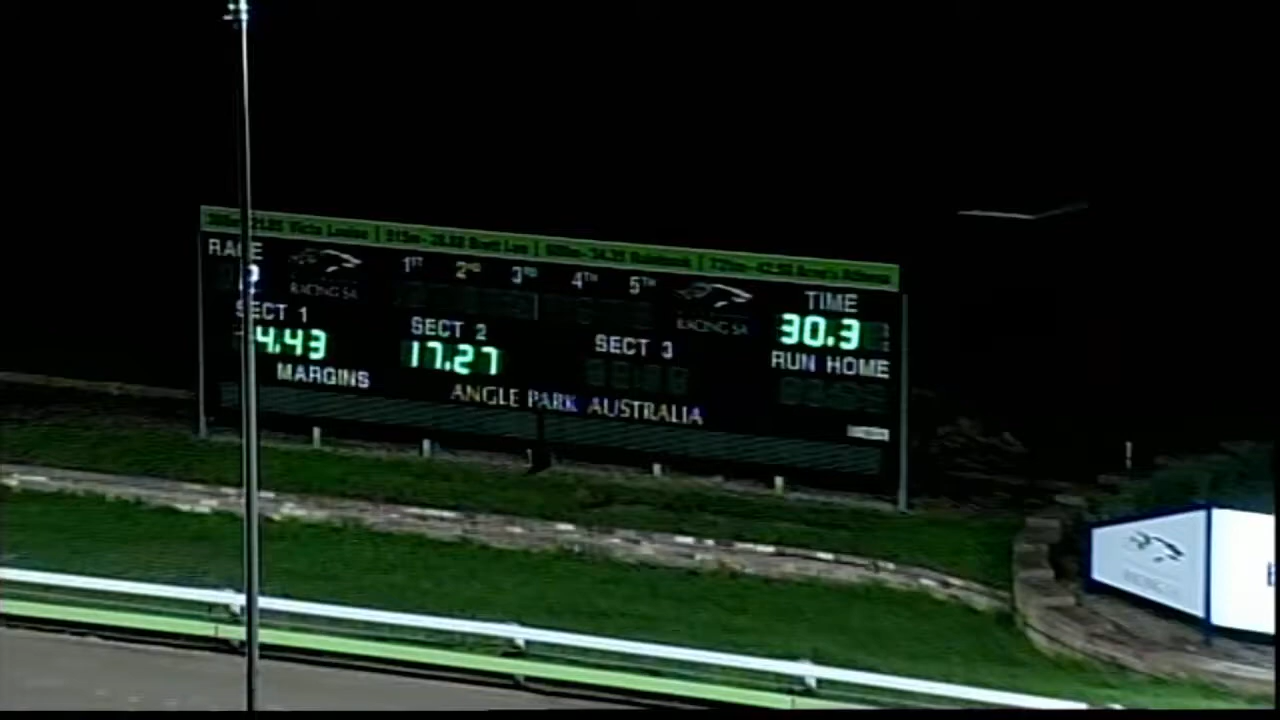 RACE
RACING SA
1ST 2ND 3RD 4TH 5TH
RACING SA
TIME
30.3
SECT 1
4.43
SECT 2
17.27
SECT 3
RUN HOME
MARGINS
ANGLE PARK AUSTRALIA